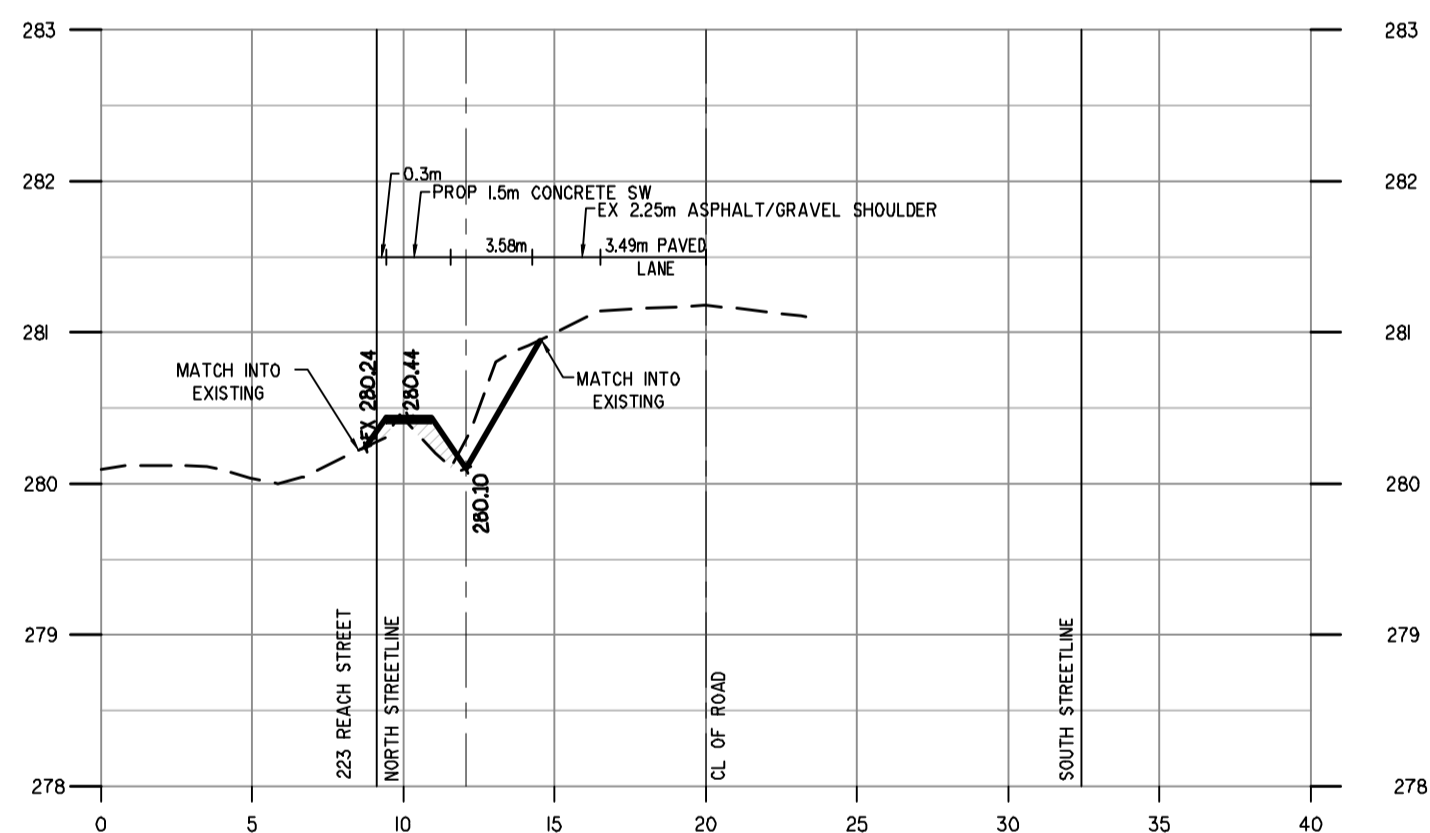 283
283
282
282
0.3m
PROP 1.5m CONCRETE SW
EX 2.25m ASPHALT/GRAVEL SHOULDER
3.58m
3.49m PAVED
LANE
281
281
MATCH INTO
EXISTING
EX 280.24
280.44
MATCH INTO
EXISTING
280
280
280.10
279
279
223 REACH STREET
NORTH STREETLINE
CL OF ROAD
SOUTH STREETLINE
278
278
0 5 10 15 20 25 30 35 40